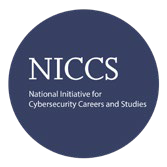 NICCS
National Initiative for
Cybersecurity Careers and Studies